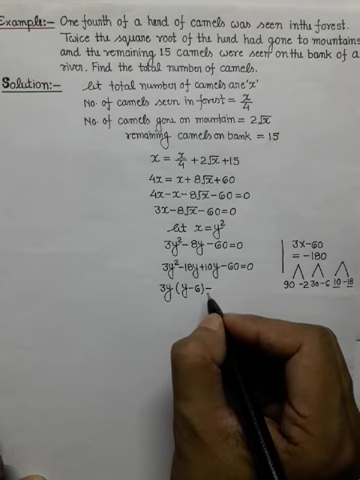 Example:- One fourth of a herd of camels was seen in the forest.
Twice the square root of the herd had gone to mountains
and the remaining 15 camels were seen on the bank of a
river. Find the total number of camels.
Solution:- let total number of camels are 'x'
No. of camels seen in forest = x/4
No. of camels gone on mountain = 2√x
remaining camels on bank = 15
x = x/4 + 2√x + 15
4x = x + 8√x + 60
4x - x - 8√x - 60 = 0
3x - 8√x - 60 = 0
let x = y²
3y² - 8y - 60 = 0
3y² - 18y + 10y - 60 = 0
3y (y - 6) -
3x - 60
= -180
90 -2 30 -6 10 -18